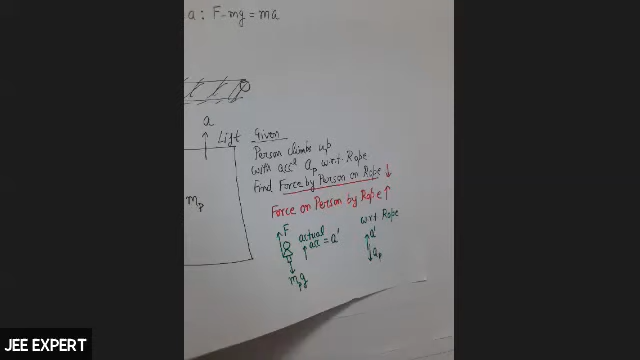 a: F-mg = ma
a
Lift Given
Person climbs up
with accⁿ ap w.r.t. Rope
Find Force by Person on Rope ↓
mp
Force on Person by Rope ↑
F
w.r.t Rope
actual
acc = a'
a'
ap
mpg
JEE EXPERT